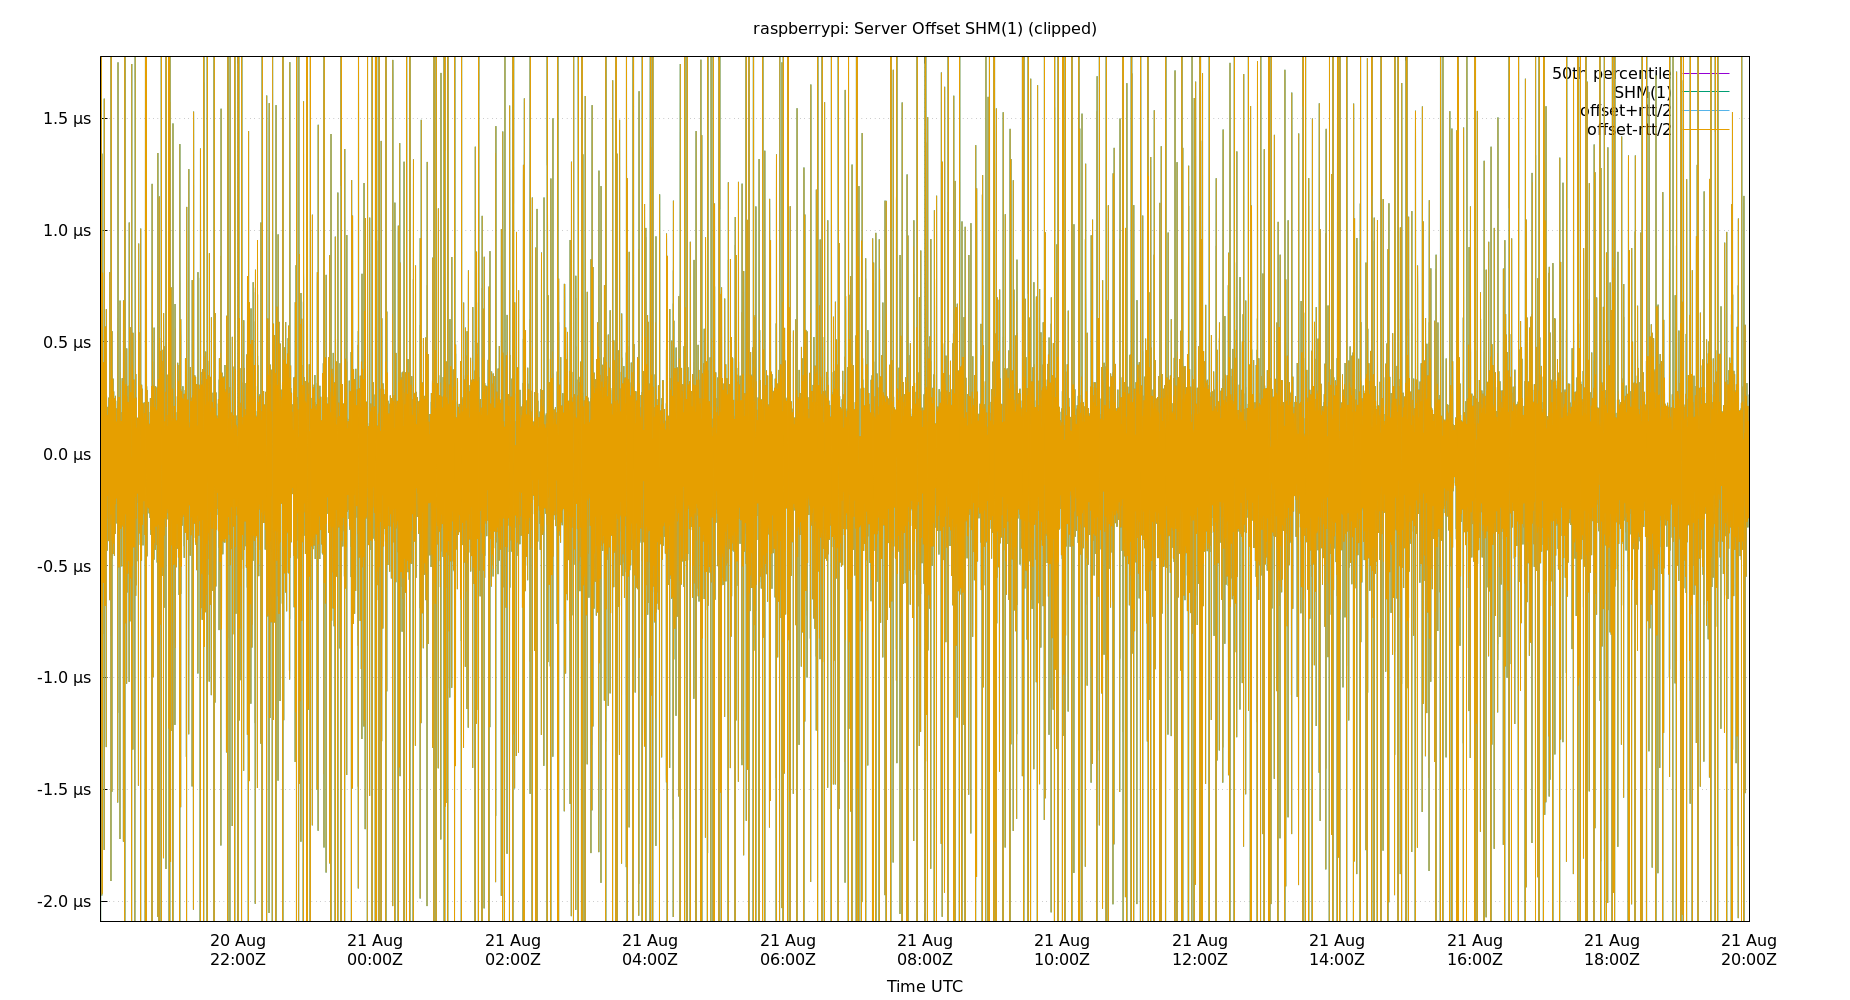 raspberrypi: Server Offset SHM(1) (clipped)
50th percentile
SHM(1)
offset+rtt/2
offset-rtt/2
1.5 µs
1.0 µs
0.5 µs
0.0 µs
-0.5 µs
-1.0 µs
-1.5 µs
-2.0 µs
20 Aug 21 Aug 21 Aug 21 Aug 21 Aug 21 Aug 21 Aug 21 Aug 21 Aug 21 Aug 21 Aug 21 Aug
22:00Z 00:00Z 02:00Z 04:00Z 06:00Z 08:00Z 10:00Z 12:00Z 14:00Z 16:00Z 18:00Z 20:00Z
Time UTC